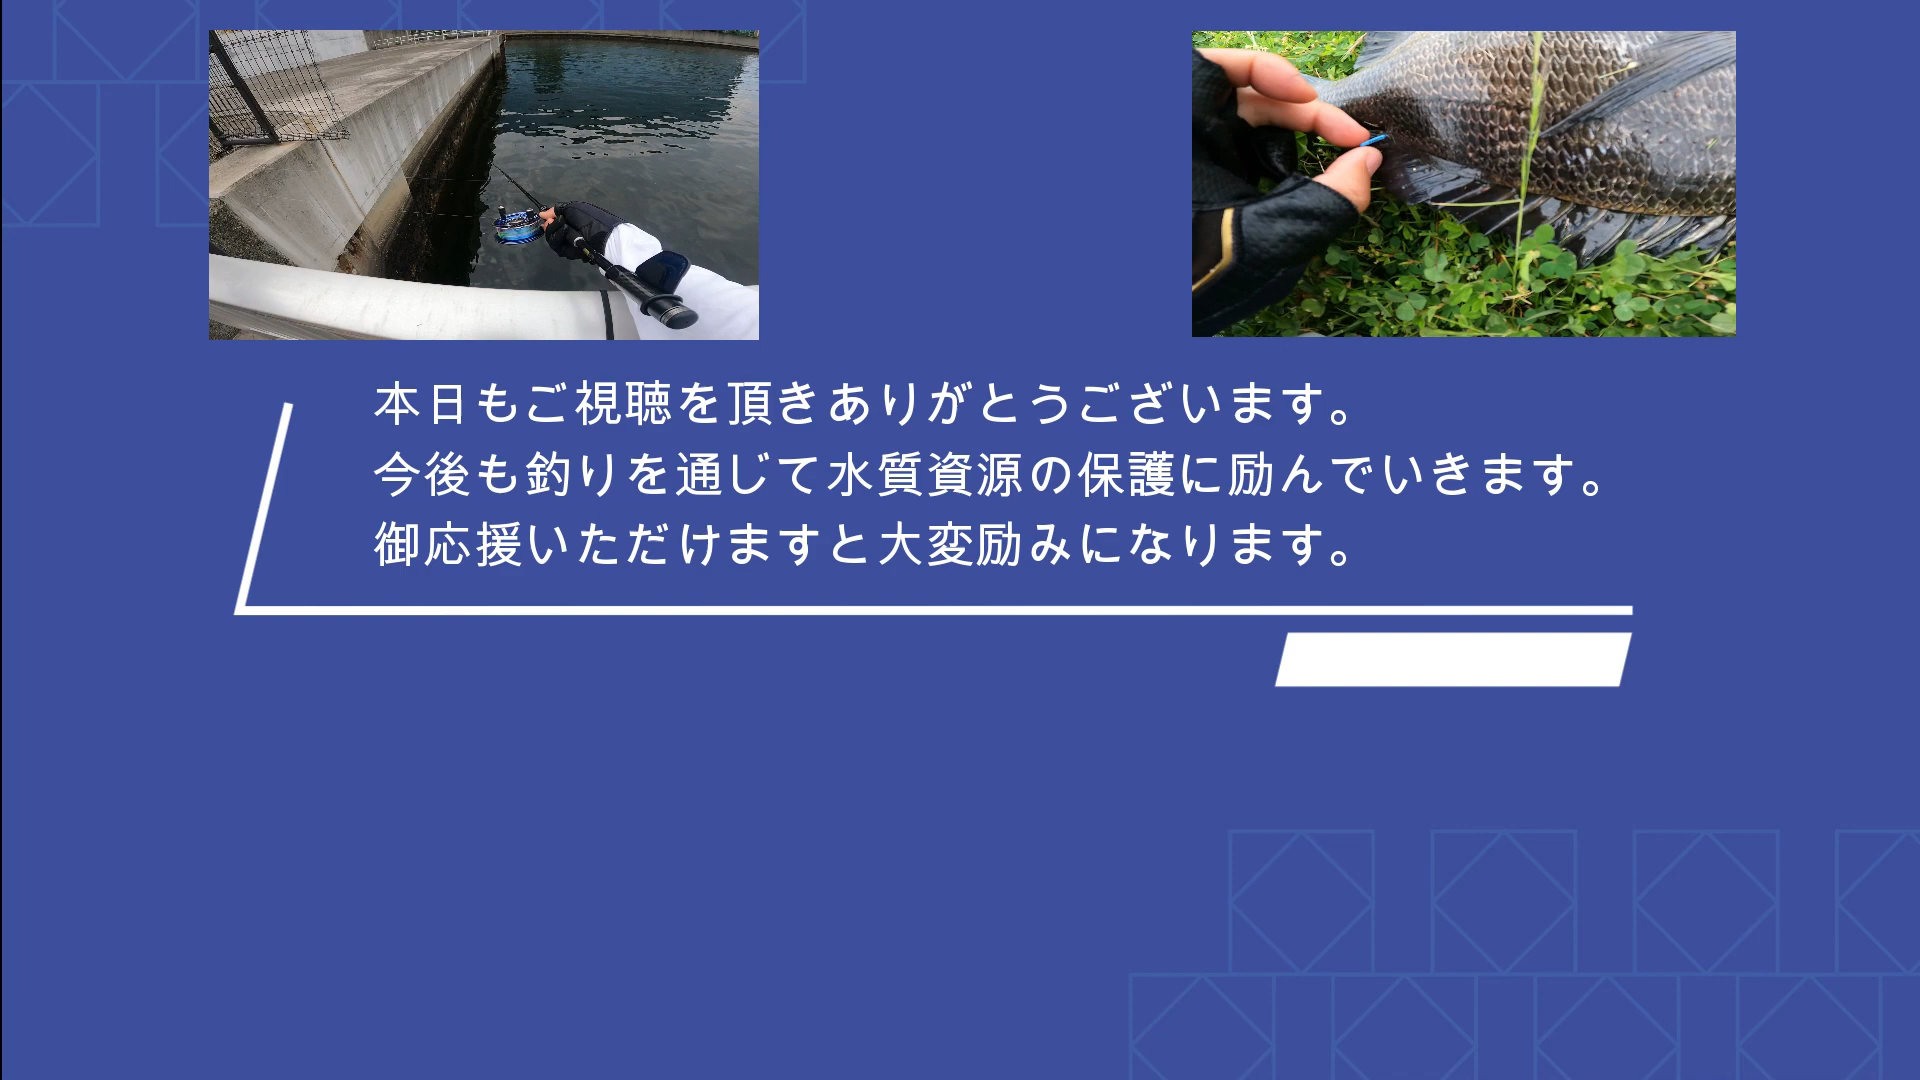 本日もご視聴を頂きありがとうございます。
今後も釣りを通じて水質資源の保護に励んでいきます。
御応援いただけますと大変励みになります。